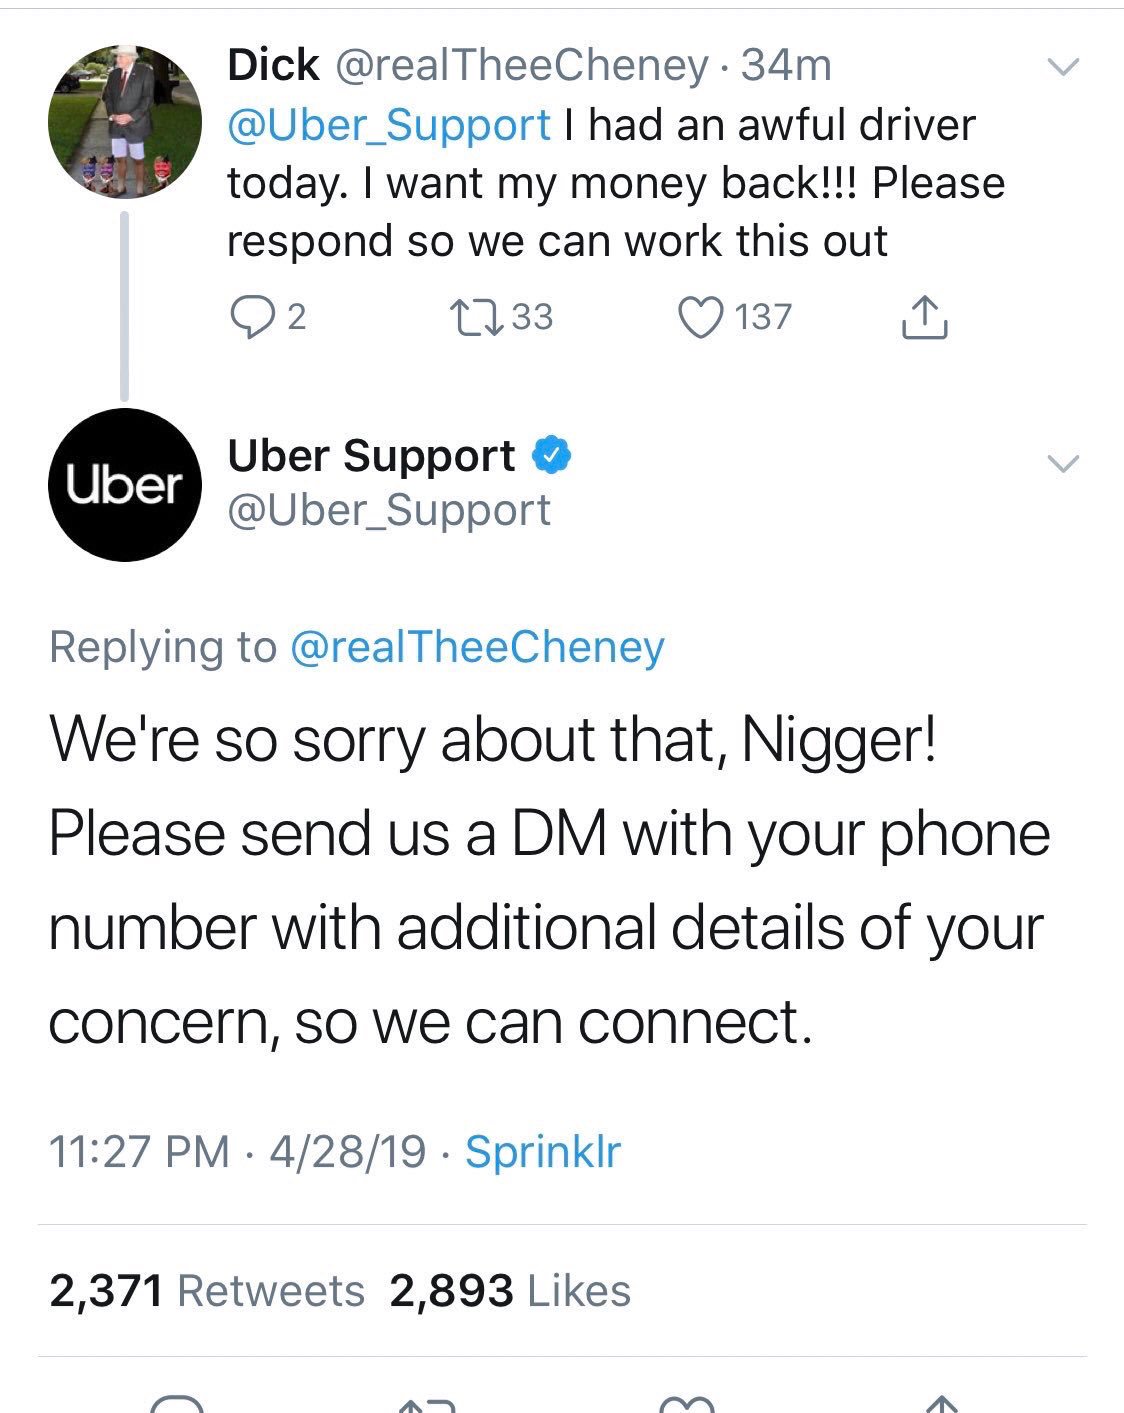 Dick @realTheeCheney · 34m
@Uber_Support I had an awful driver
today. I want my money back!!! Please
respond so we can work this out
2 33 137
Uber
Uber Support
@Uber_Support
Replying to @realTheeCheney
We're so sorry about that, Nigger!
Please send us a DM with your phone
number with additional details of your
concern, so we can connect.
11:27 PM · 4/28/19 · Sprinklr
2,371 Retweets 2,893 Likes